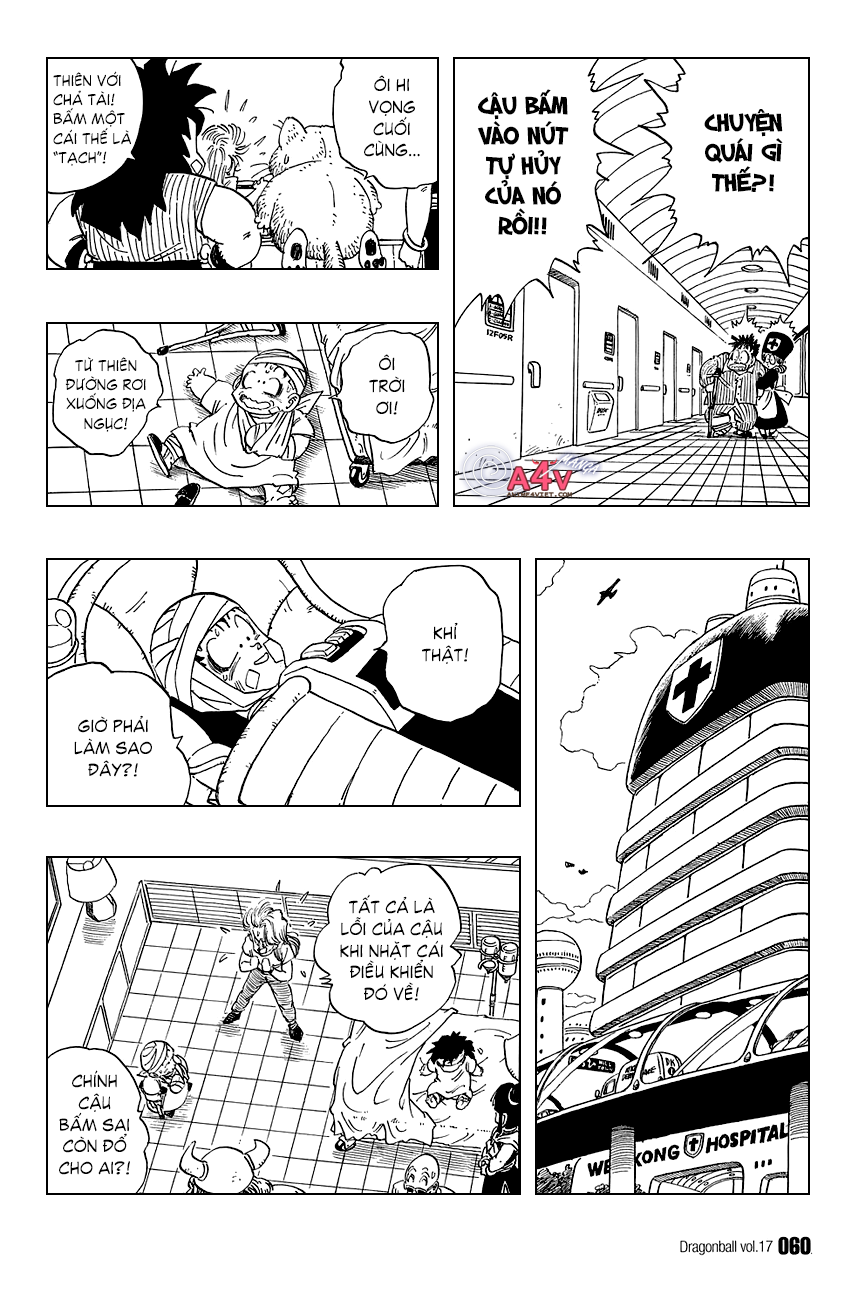 CHUYỆN
QUÁI GÌ
THẾ?!
CẬU BẤM
VÀO NÚT
TỰ HỦY
CỦA NÓ
RỒI!!
12F05R
A4V
ANIME4VIET.COM
ÔI HI
VỌNG
CUỐI
CÙNG...
THIÊN VỚI
CHẢ TÀI!
BẤM MỘT
CÁI THẾ LÀ
"TẠCH"!
ÔI
TRỜI
ƠI!
TỪ THIÊN
ĐƯỜNG RƠI
XUỐNG ĐỊA
NGỤC!
HOSPITAL
KHỈ
THẬT!
GIỜ PHẢI
LÀM SAO
ĐÂY?!
TẤT CẢ LÀ
LỖI CỦA CẬU
KHI NHẶT CÁI
ĐIỀU KHIỂN
ĐÓ VỀ!
CHÍNH
CẬU
BẤM SAI
CÒN ĐỔ
CHO AI?!
Dragonball vol.17 060